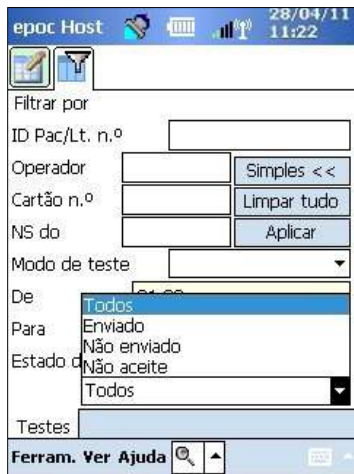 epoc Host 28/04/11 11:22
Filtrar por
ID Pac/Lt. n.º
Operador Simples <<
Cartão n.º Limpar tudo
NS do Aplicar
Modo de teste
De
Todos
Para Enviado
Não enviado
Estado d Não aceite
Todos
Testes
Ferram. Ver Ajuda